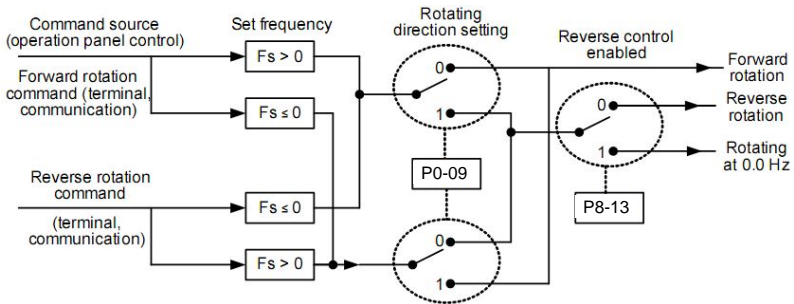 Command source
(operation panel control)
Set frequency
Rotating
direction setting
Reverse control
enabled
Fs > 0
0
Forward
rotation
Forward rotation
command (terminal,
communication)
Fs ≤ 0
1
0
Reverse
rotation
1
Rotating
at 0.0 Hz
P0-09
P8-13
Reverse rotation
command
Fs ≤ 0
(terminal,
communication)
Fs > 0
0
1